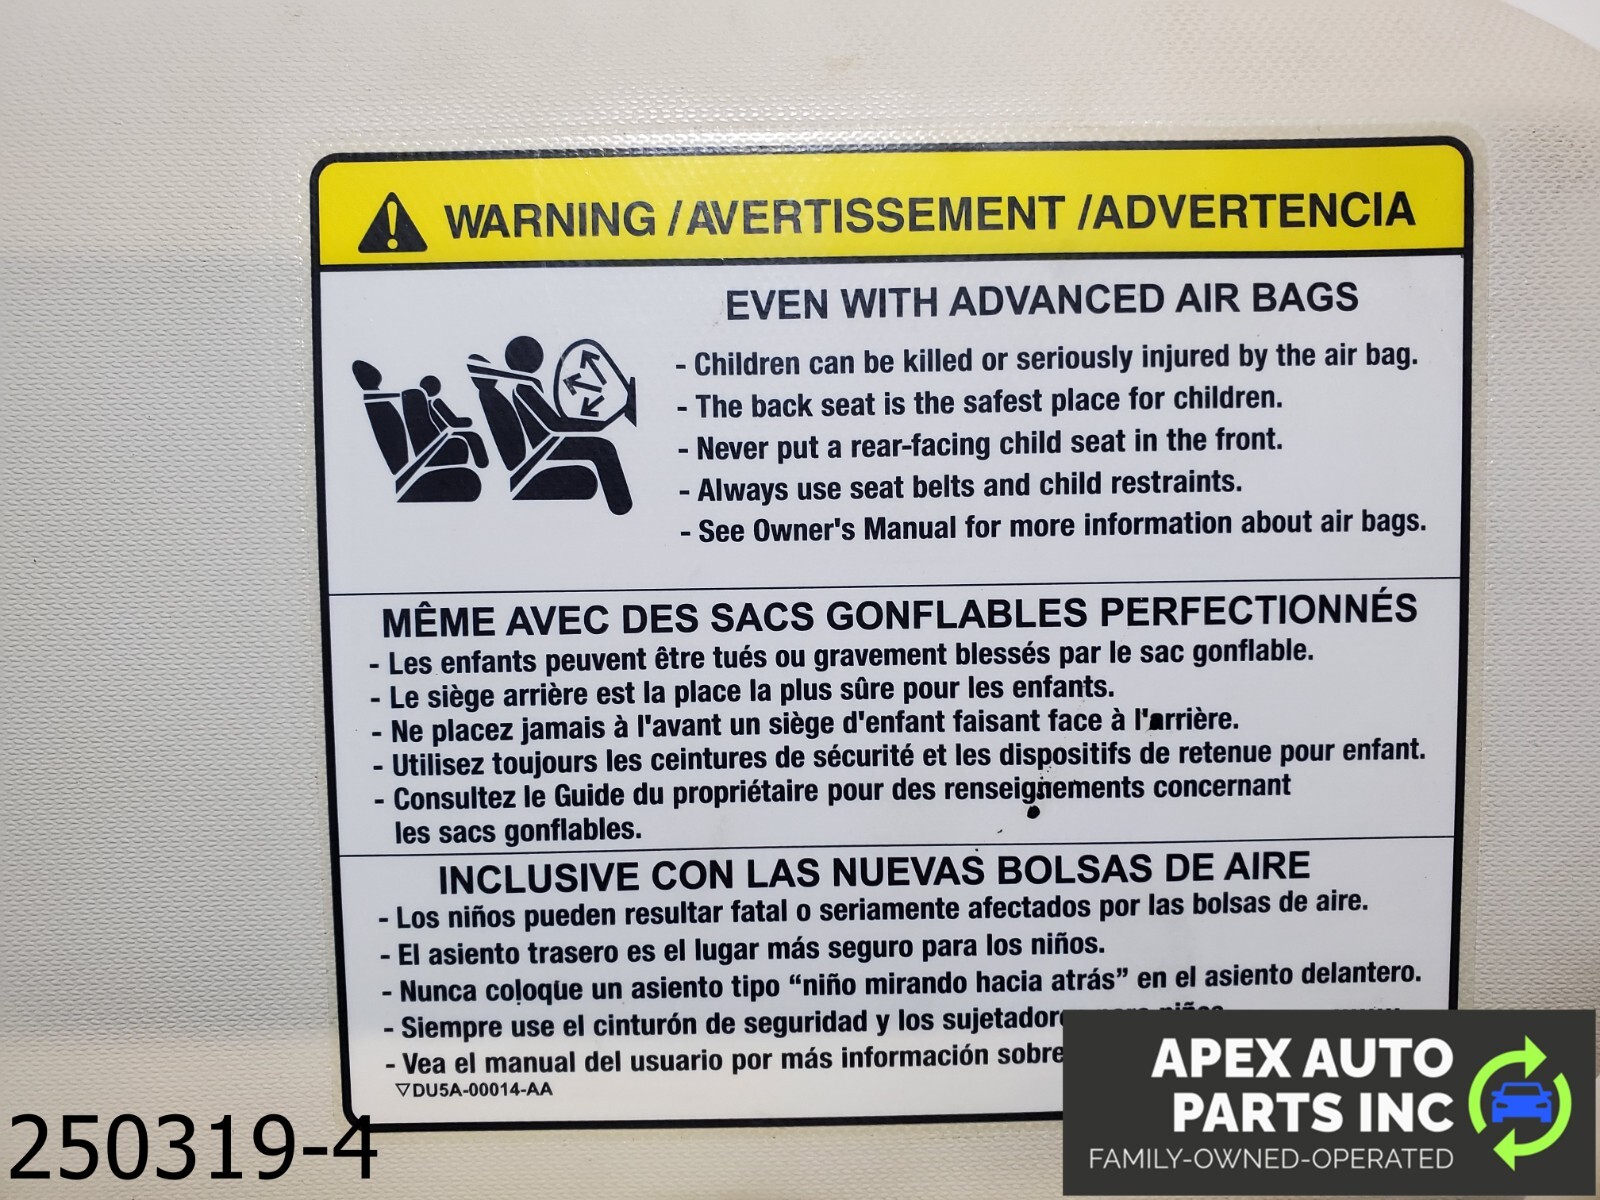 WARNING /AVERTISSEMENT /ADVERTENCIA
EVEN WITH ADVANCED AIR BAGS
- Children can be killed or seriously injured by the air bag.
- The back seat is the safest place for children.
- Never put a rear-facing child seat in the front.
- Always use seat belts and child restraints.
- See Owner's Manual for more information about air bags.
MÊME AVEC DES SACS GONFLABLES PERFECTIONNÉS
- Les enfants peuvent être tués ou gravement blessés par le sac gonflable.
- Le siège arrière est la place la plus sûre pour les enfants.
- Ne placez jamais à l'avant un siège d'enfant faisant face à l'arrière.
- Utilisez toujours les ceintures de sécurité et les dispositifs de retenue pour enfant.
- Consultez le Guide du propriétaire pour des renseignements concernant
les sacs gonflables.
INCLUSIVE CON LAS NUEVAS BOLSAS DE AIRE
- Los niños pueden resultar fatal o seriamente afectados por las bolsas de aire.
- El asiento trasero es el lugar más seguro para los niños.
- Nunca coloque un asiento tipo “niño mirando hacia atrás” en el asiento delantero.
- Siempre use el cinturón de seguridad y los sujetadore para niños
- Vea el manual del usuario por más información sobre
DU5A-00014-AA
250319-4
APEX AUTO
PARTS INC
FAMILY-OWNED-OPERATED